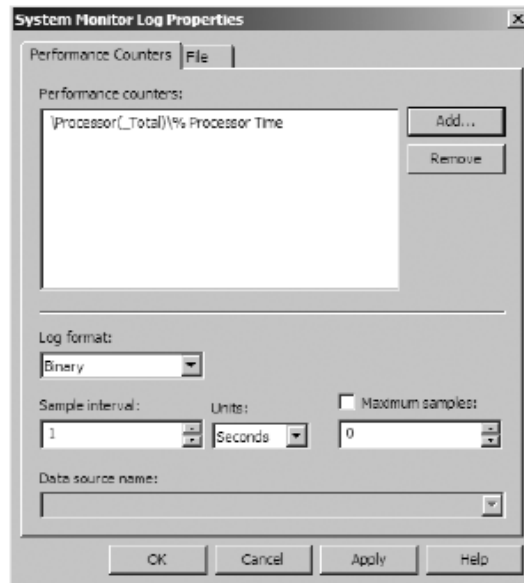 System Monitor Log Properties
Performance Counters File
Performance counters:
\Processor(_Total)\% Processor Time
Add...
Remove
Log format:
Binary
Sample interval: Units: Maximum samples:
1 Seconds 0
Data source name:
OK Cancel Apply Help